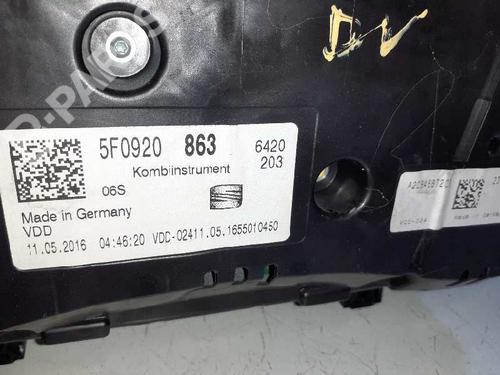 5F0920 863 6420
203
Kombiinstrument
06S
Made in Germany
VDD
11.05.2016 04:46:20 VDC-02411.05.1655010450